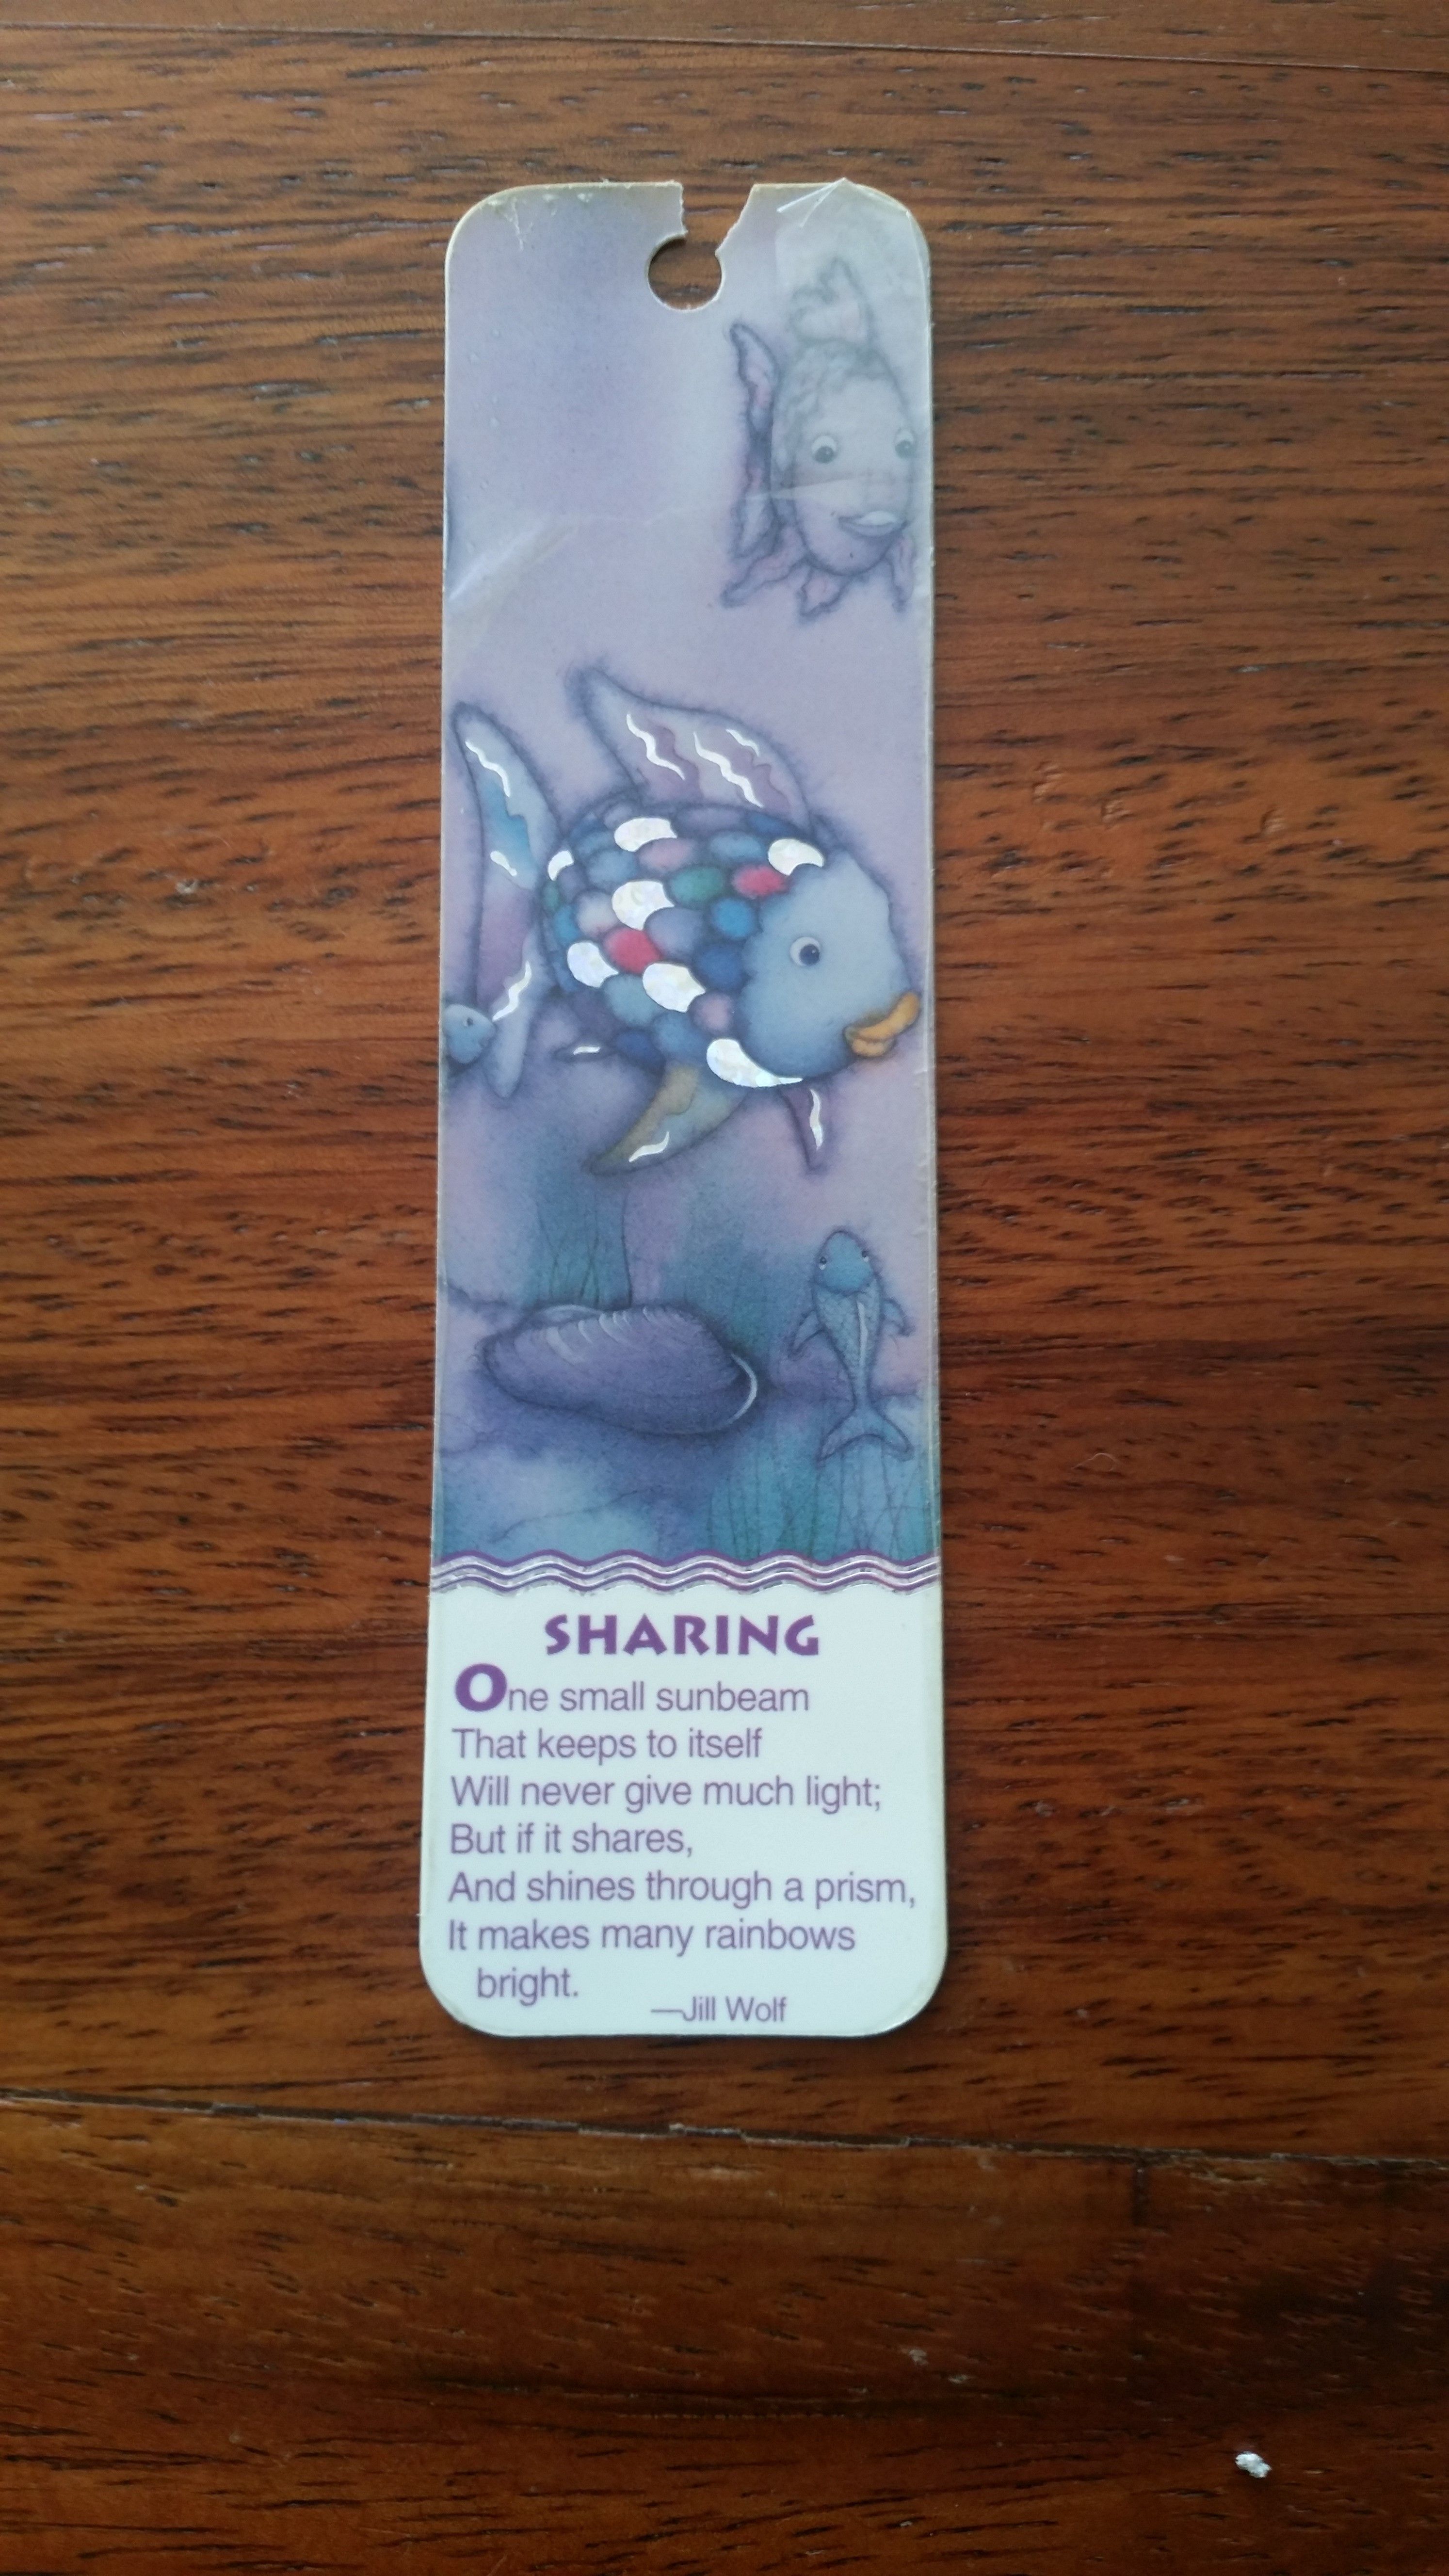 SHARING
One small sunbeam
That keeps to itself
Will never give much light;
But if it shares,
And shines through a prism,
It makes many rainbows
bright.
—Jill Wolf